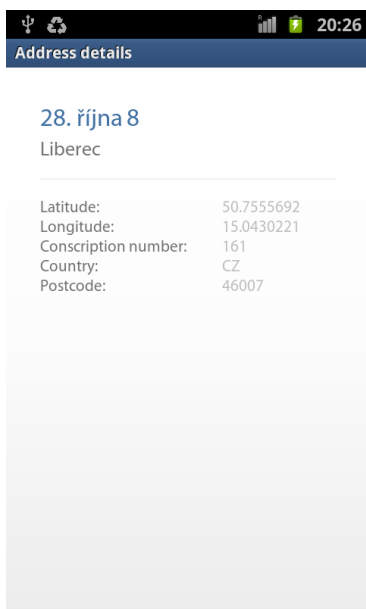 R
20:26
Address details
28. října 8
Liberec
Latitude: 50.7555692
Longitude: 15.0430221
Conscription number: 161
Country: CZ
Postcode: 46007